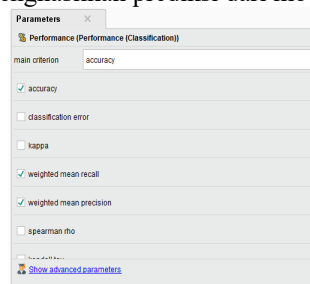 Parameters
Performance (Performance (Classification))
main criterion accuracy
accuracy
classification error
kappa
weighted mean recall
weighted mean precision
spearman rho
Show advanced parameters